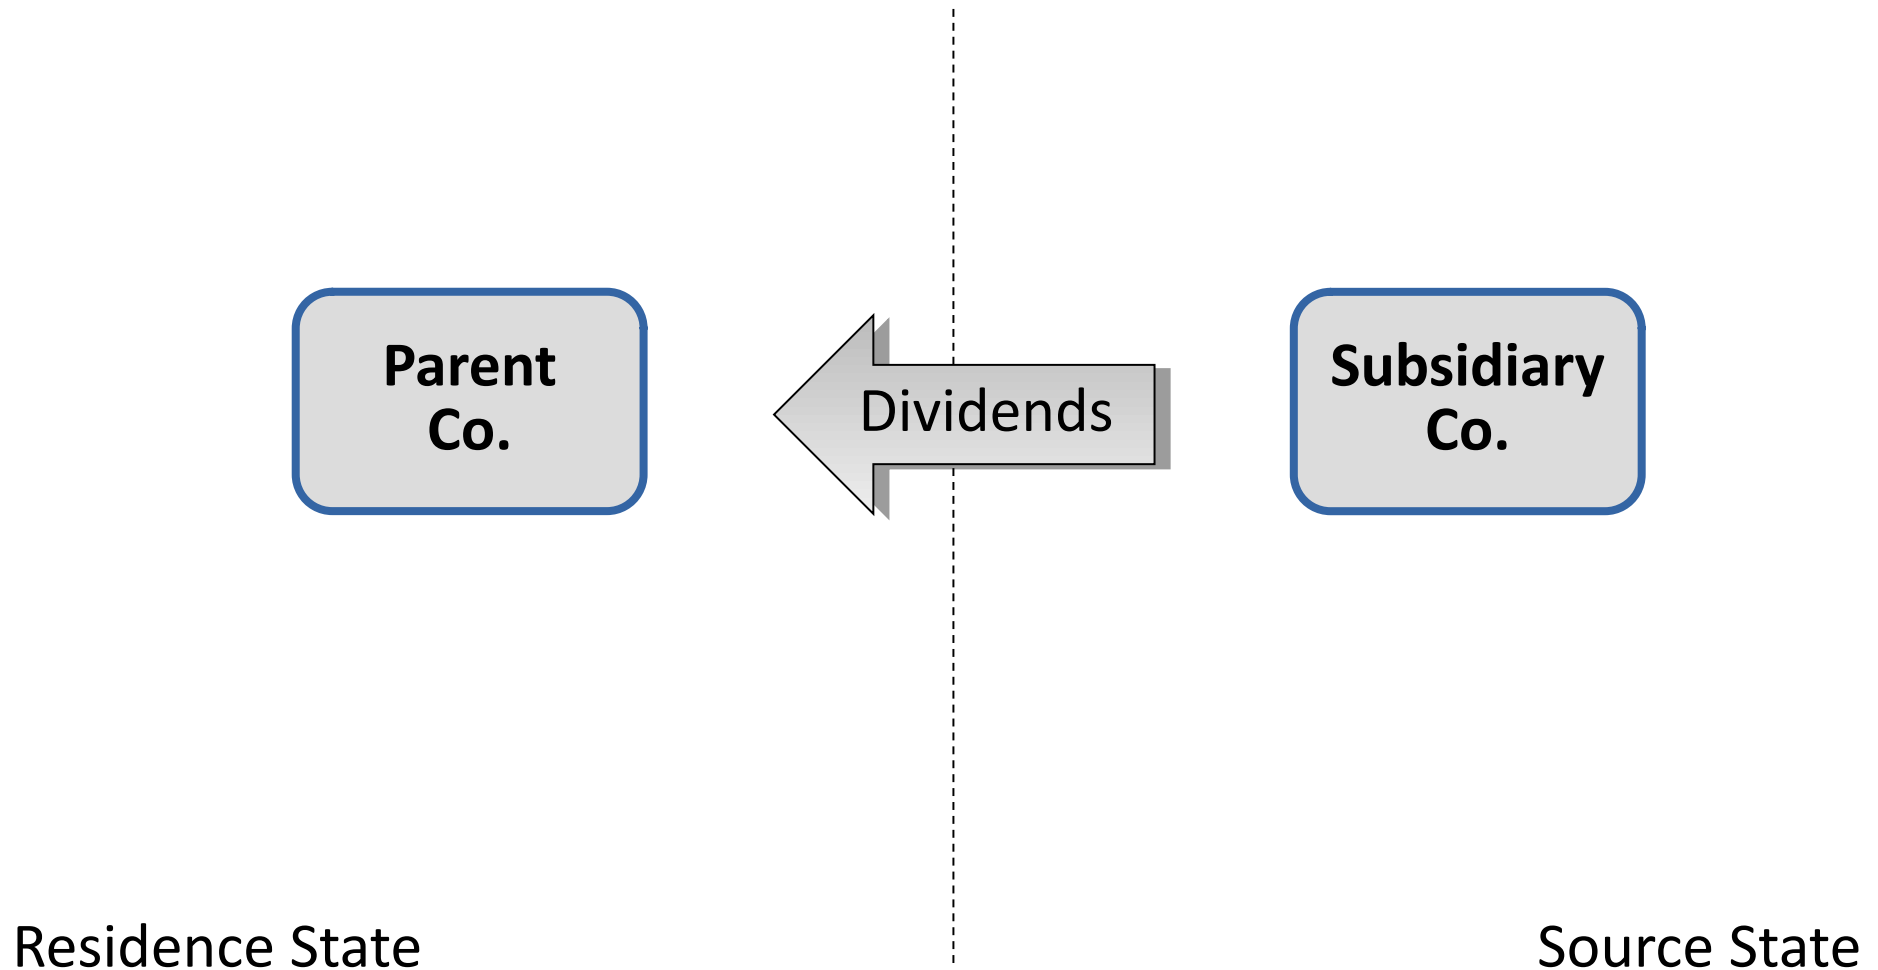 Parent
Co.
Dividends
Subsidiary
Co.
Residence State
Source State